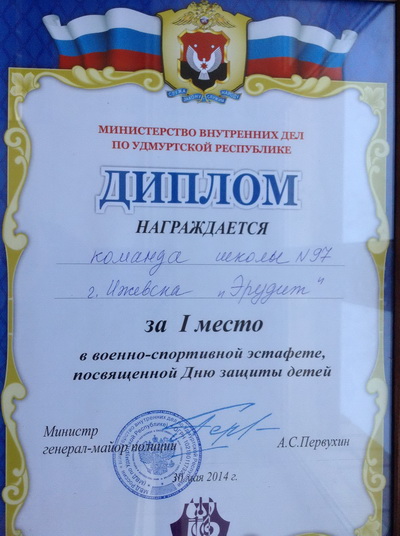 МИНИСТЕРСТВО ВНУТРЕННИХ ДЕЛ
ПО УДМУРТСКОЙ РЕСПУБЛИКЕ
ДИПЛОМ
НАГРАЖДАЕТСЯ
команда школы №97
г. Ижевска „Эрудит“
за I место
в военно-спортивной эстафете,
посвященной Дню защиты детей
Министр
генерал-майор полиции
А.С.Первухин
30 мая 2014 г.